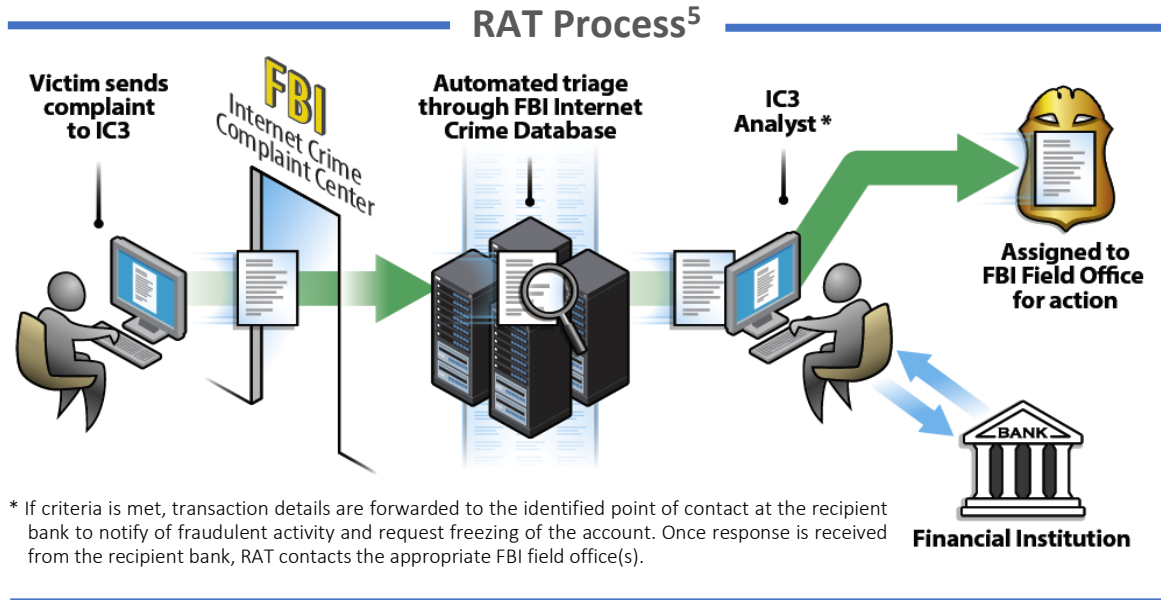 RAT Process5
Victim sends
complaint
to IC3
FBI
Internet Crime
Complaint Center
Automated triage
through FBI Internet
Crime Database
IC3
Analyst *
Assigned to
FBI Field Office
for action
BANK
Financial Institution
* If criteria is met, transaction details are forwarded to the identified point of contact at the recipient
bank to notify of fraudulent activity and request freezing of the account. Once response is received
from the recipient bank, RAT contacts the appropriate FBI field office(s).